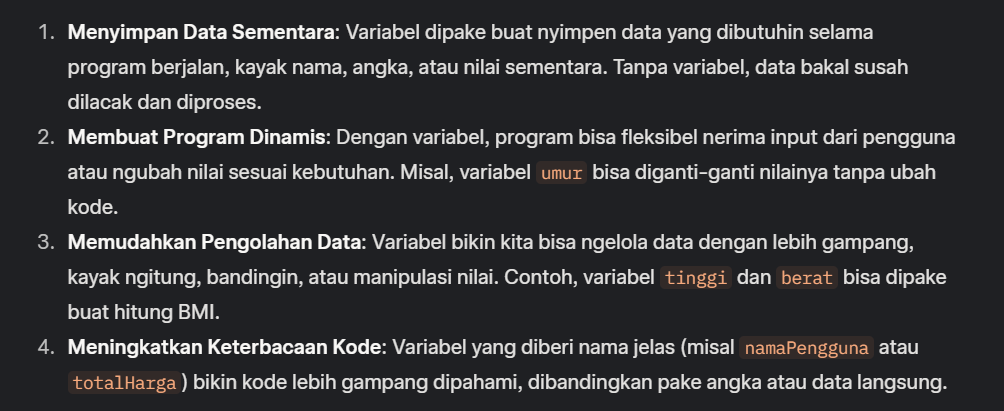 1. Menyimpan Data Sementara: Variabel dipake buat nyimpen data yang dibutuhin selama
program berjalan, kayak nama, angka, atau nilai sementara. Tanpa variabel, data bakal susah
dilacak dan diproses.
2. Membuat Program Dinamis: Dengan variabel, program bisa fleksibel nerima input dari pengguna
atau ngubah nilai sesuai kebutuhan. Misal, variabel umur bisa diganti-ganti nilainya tanpa ubah
kode.
3. Memudahkan Pengolahan Data: Variabel bikin kita bisa ngelola data dengan lebih gampang,
kayak ngitung, bandingin, atau manipulasi nilai. Contoh, variabel tinggi dan berat bisa dipake
buat hitung BMI.
4. Meningkatkan Keterbacaan Kode: Variabel yang diberi nama jelas (misal namaPengguna atau
totalHarga) bikin kode lebih gampang dipahami, dibandingkan pake angka atau data langsung.